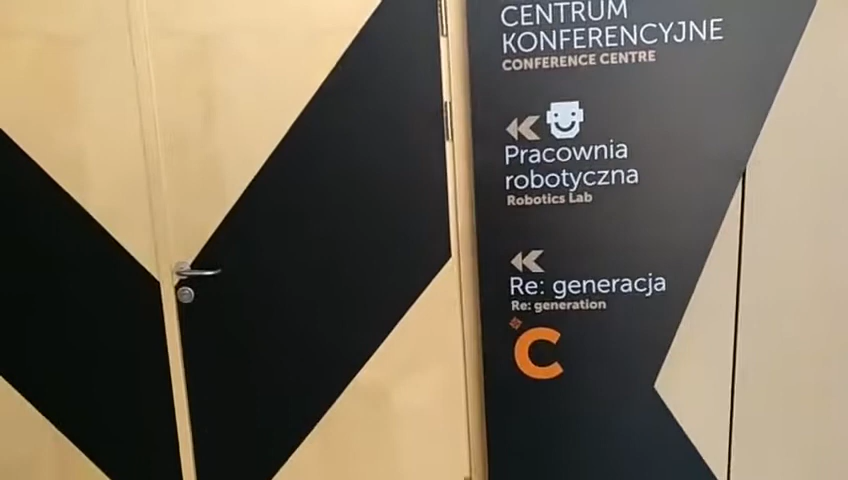 CENTRUM
KONFERENCYJNE
CONFERENCE CENTRE
Pracownia
robotyczna
Robotics Lab
Re: generacja
Re: generation
C